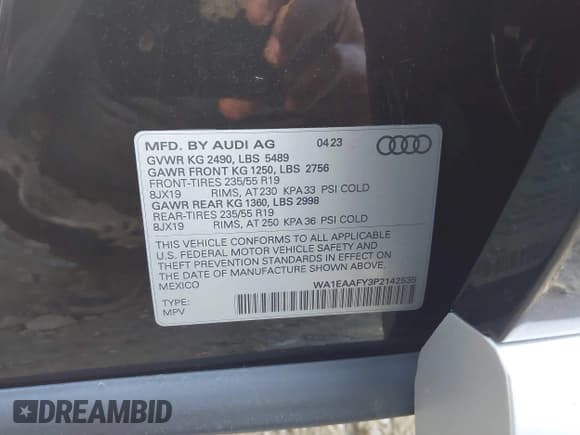 MFD. BY AUDI AG 04 23
GVWR KG 2490, LBS 5489
GAWR FRONT KG 1250, LBS 2756
FRONT-TIRES 235/55 R19
8JX19 RIMS, AT 230 KPA 33 PSI COLD
GAWR REAR KG 1360, LBS 2998
REAR-TIRES 235/55 R19
8JX19 RIMS, AT 250 KPA 36 PSI COLD
THIS VEHICLE CONFORMS TO ALL APPLICABLE
U.S. FEDERAL MOTOR VEHICLE SAFETY AND
THEFT PREVENTION STANDARDS IN EFFECT ON
THE DATE OF MANUFACTURE SHOWN ABOVE.
MEXICO
WA1EAAFY3P2142535
TYPE:
MPV
DREAMBID